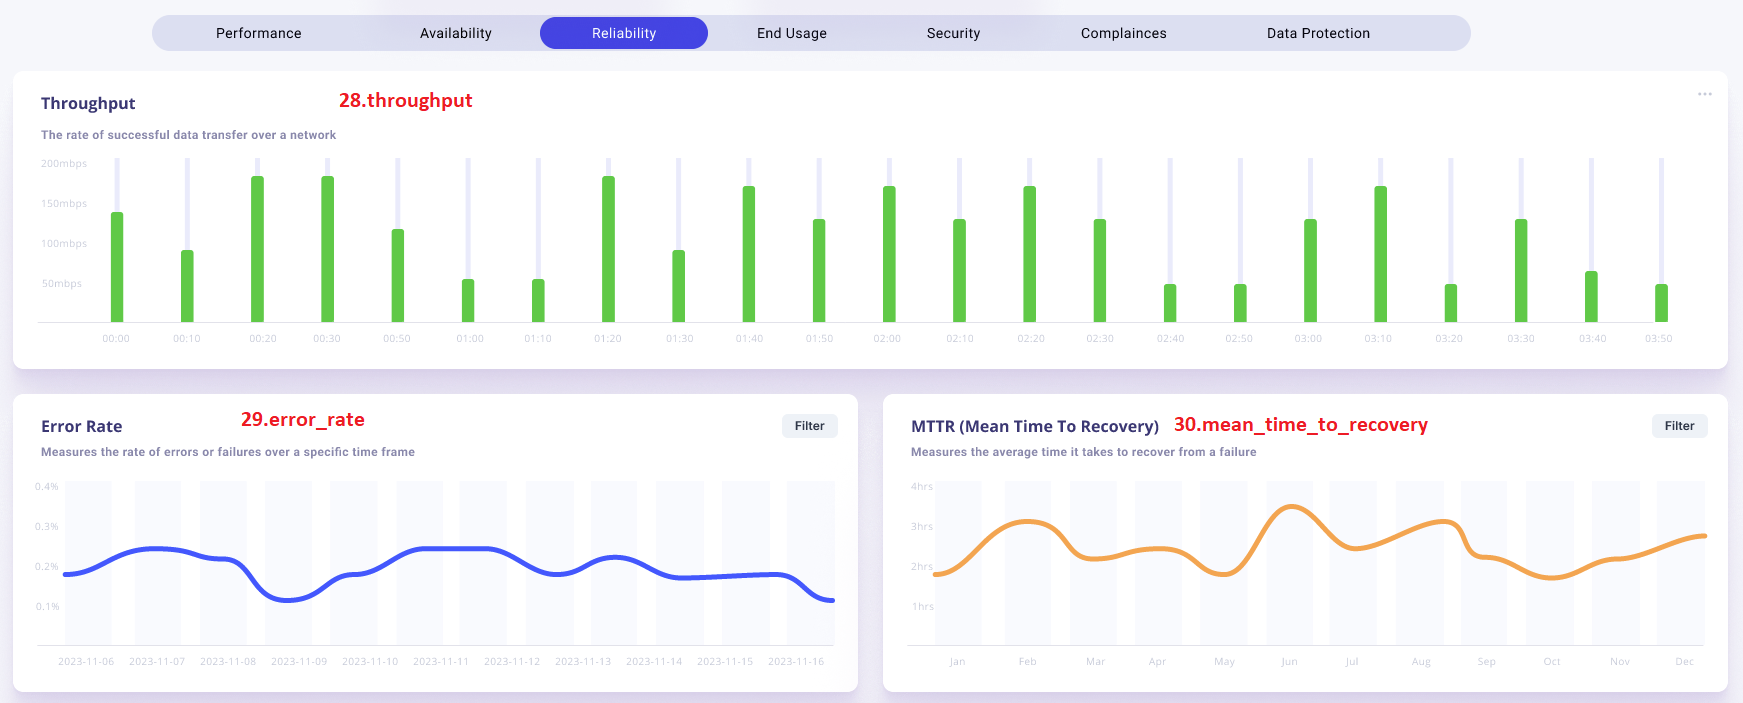 Performance Availability Reliability End Usage Security Complainces Data Protection
Throughput 28.throughput ...
The rate of successful data transfer over a network
200mbps
150mbps
100mbps
50mbps
00:00 00:10 00:20 00:30 00:50 01:00 01:10 01:20 01:30 01:40 01:50 02:00 02:10 02:20 02:30 02:40 02:50 03:00 03:10 03:20 03:30 03:40 03:50
Error Rate 29.error_rate Filter
Measures the rate of errors or failures over a specific time frame
0.4%
0.3%
0.2%
0.1%
2023-11-06 2023-11-07 2023-11-08 2023-11-09 2023-11-10 2023-11-11 2023-11-12 2023-11-13 2023-11-14 2023-11-15 2023-11-16
MTTR (Mean Time To Recovery) 30.mean_time_to_recovery Filter
Measures the average time it takes to recover from a failure
4hrs
3hrs
2hrs
1hrs
Jan Feb Mar Apr May Jun Jul Aug Sep Oct Nov Dec